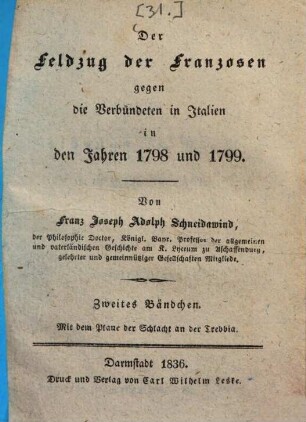 [31.]
Der
Feldzug der Franzosen
gegen
die Verbündeten in Italien
in
den Jahren 1798 und 1799.
Von
Franz Joseph Adolph Schneidawind,
der Philosophie Doctor, Königl. Bayr. Professor der allgemeinen
und vaterländischen Geschichte am K. Lyceum zu Aschaffenburg,
gelehrter und gemeinnütziger Gesellschaften Mitgliede.
Zweites Bändchen.
Mit dem Plane der Schlacht an der Trebbia.
Darmstadt 1836.
Druck und Verlag von Carl Wilhelm Leske.